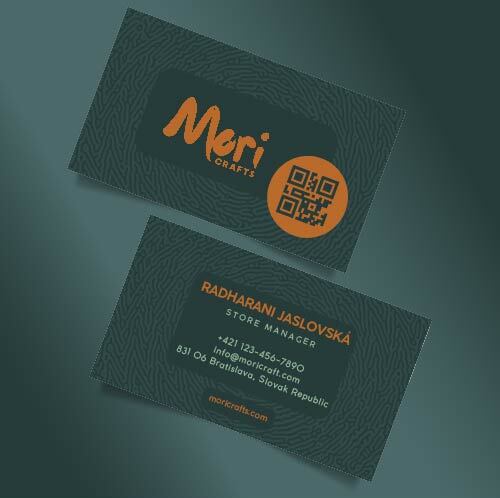 Mori
CRAFTS
RADHARANI JASLOVSKÁ
STORE MANAGER
+421 123-456-7890
info@moricraft.com
831 06 Bratislava, Slovak Republic
moricrafts.com